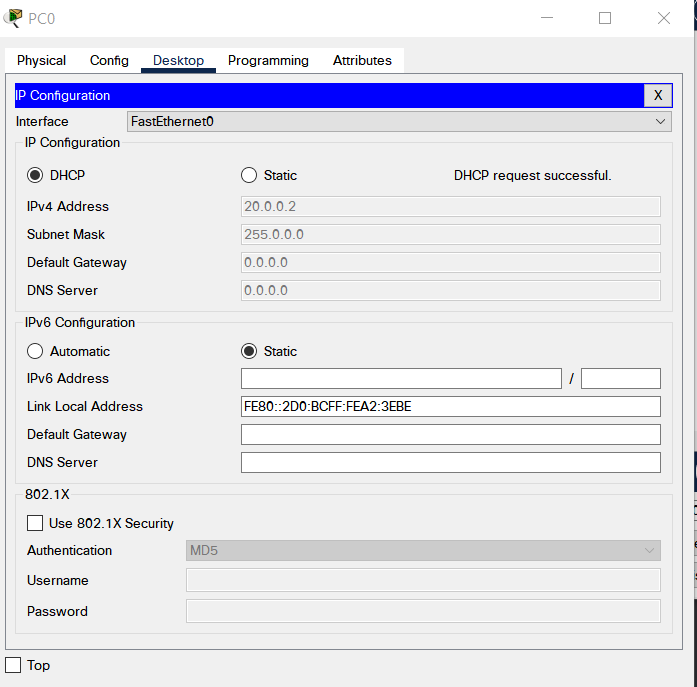 PC0
Physical Config Desktop Programming Attributes
IP Configuration X
Interface FastEthernet0
IP Configuration
DHCP Static DHCP request successful.
IPv4 Address 20.0.0.2
Subnet Mask 255.0.0.0
Default Gateway 0.0.0.0
DNS Server 0.0.0.0
IPv6 Configuration
Automatic Static
IPv6 Address /
Link Local Address FE80::2D0:BCFF:FEA2:3EBE
Default Gateway
DNS Server
802.1X
Use 802.1X Security
Authentication MD5
Username
Password
Top